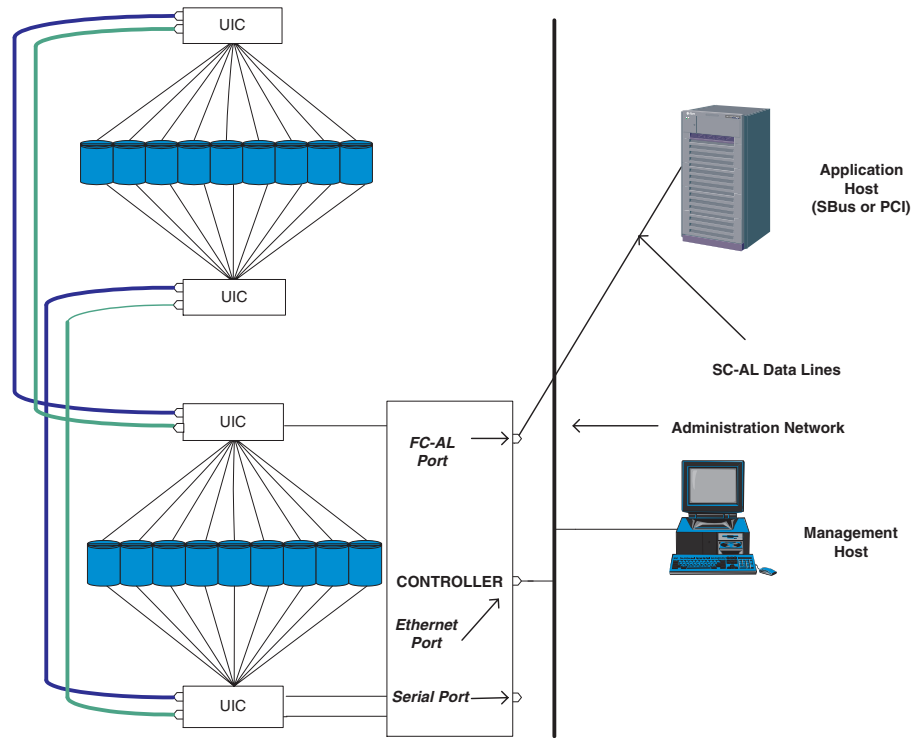 UIC
UIC
UIC
UIC
FC-AL
Port
CONTROLLER
Ethernet
Port
Serial Port
Application
Host
(SBus or PCI)
SC-AL Data Lines
Administration Network
Management
Host